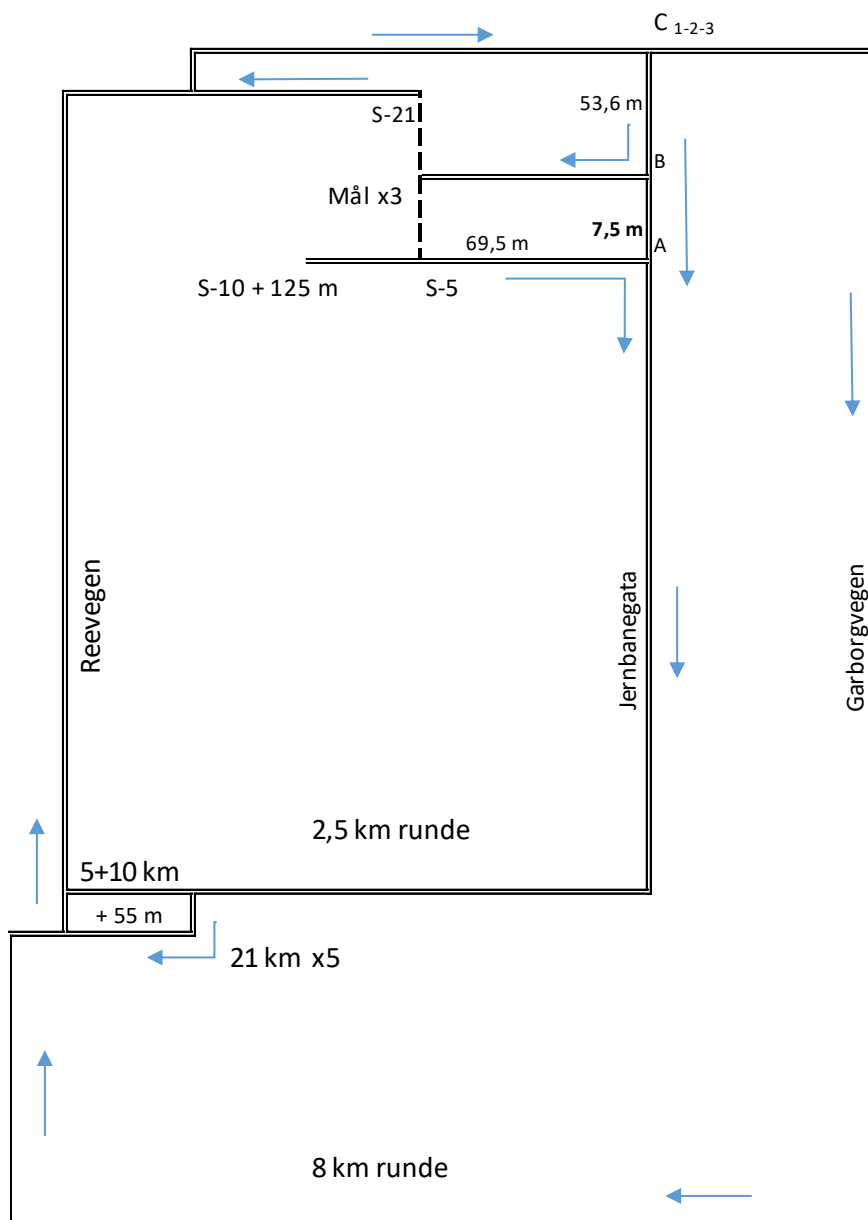 C 1-2-3
S-21
53,6 m
B
Mål x3
7,5 m
69,5 m
A
S-10 + 125 m
S-5
Reevegen
Jernbanegata
Garborgvegen
2,5 km runde
5+10 km
+ 55 m
21 km x5
8 km runde